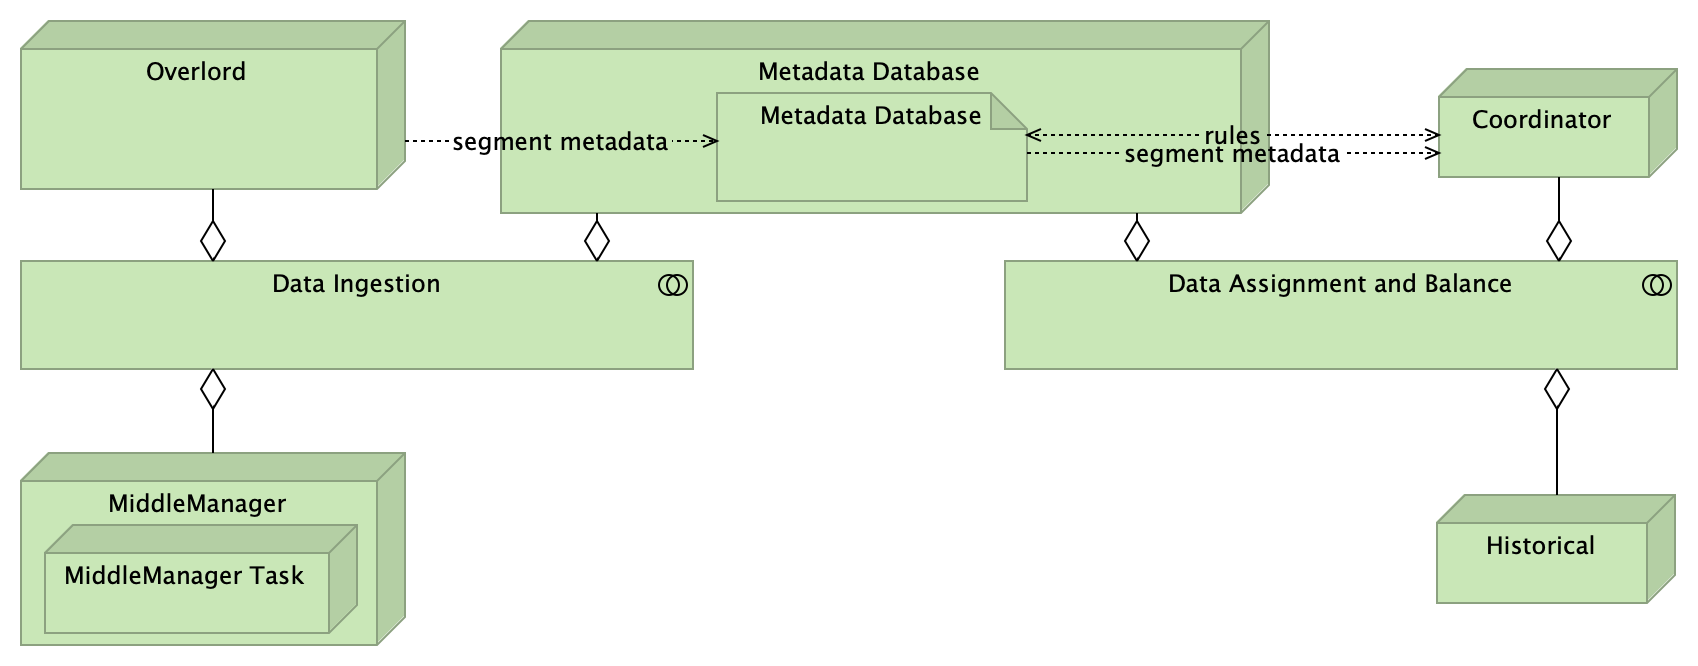 Overlord
Metadata Database
Metadata Database
Coordinator
segment metadata
rules
segment metadata
Data Ingestion
Data Assignment and Balance
MiddleManager
MiddleManager Task
Historical